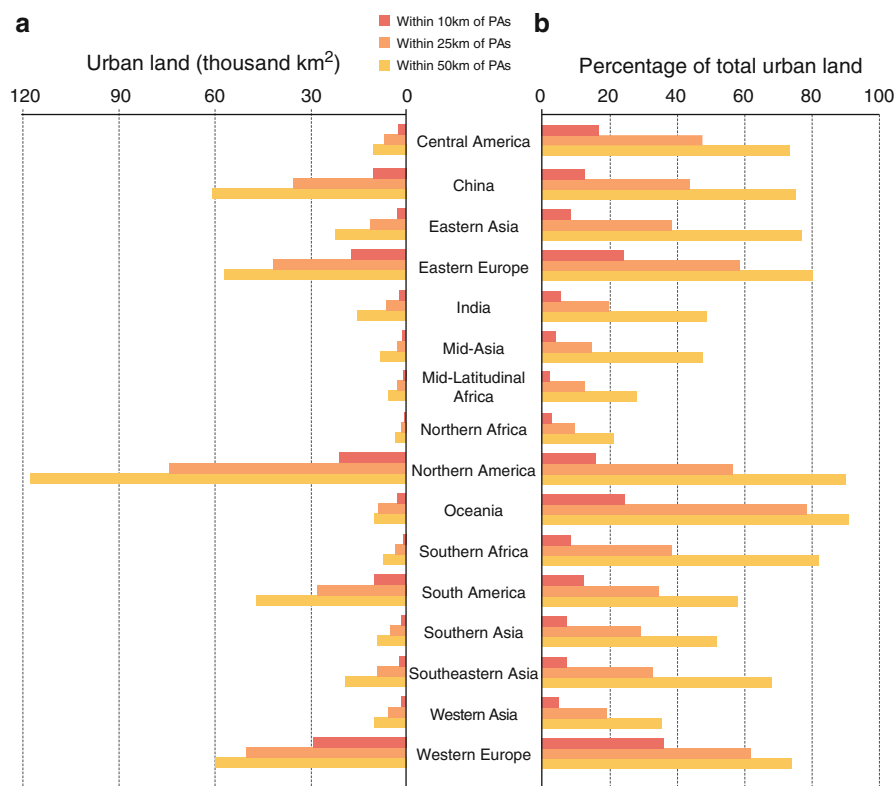 a
Within 10km of PAs
Within 25km of PAs
Within 50km of PAs
b
Urban land (thousand km²)
Percentage of total urban land
120 90 60 30 0
0 20 40 60 80 100
Central America
China
Eastern Asia
Eastern Europe
India
Mid-Asia
Mid-Latitudinal
Africa
Northern Africa
Northern America
Oceania
Southern Africa
South America
Southern Asia
Southeastern Asia
Western Asia
Western Europe